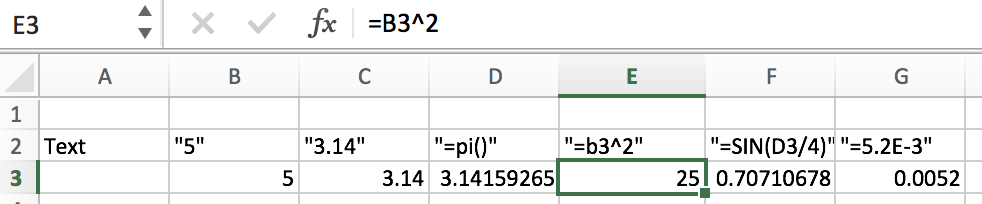 E3 fx =B3^2
A B C D E F G
1
2 Text "5" "3.14" "=pi()" "=b3^2" "=SIN(D3/4)" "=5.2E-3"
3 5 3.14 3.14159265 25 0.70710678 0.0052